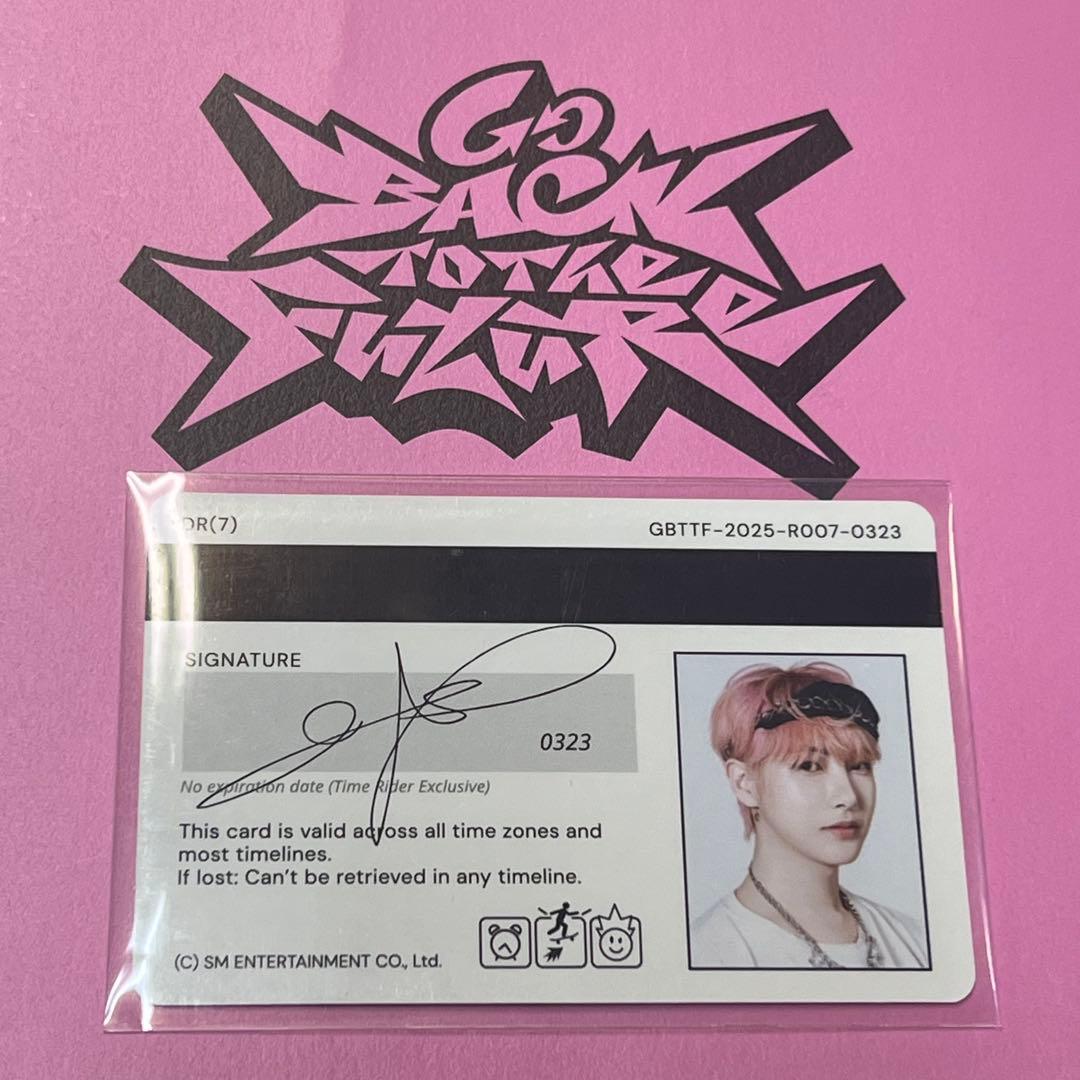 Go
BACK
TO THE
FUTURE
DR(7)
GBTTF-2025-R007-0323
SIGNATURE
0323
No expiration date (Time Rider Exclusive)
This card is valid across all time zones and
most timelines.
If lost: Can't be retrieved in any timeline.
(C) SM ENTERTAINMENT CO., Ltd.